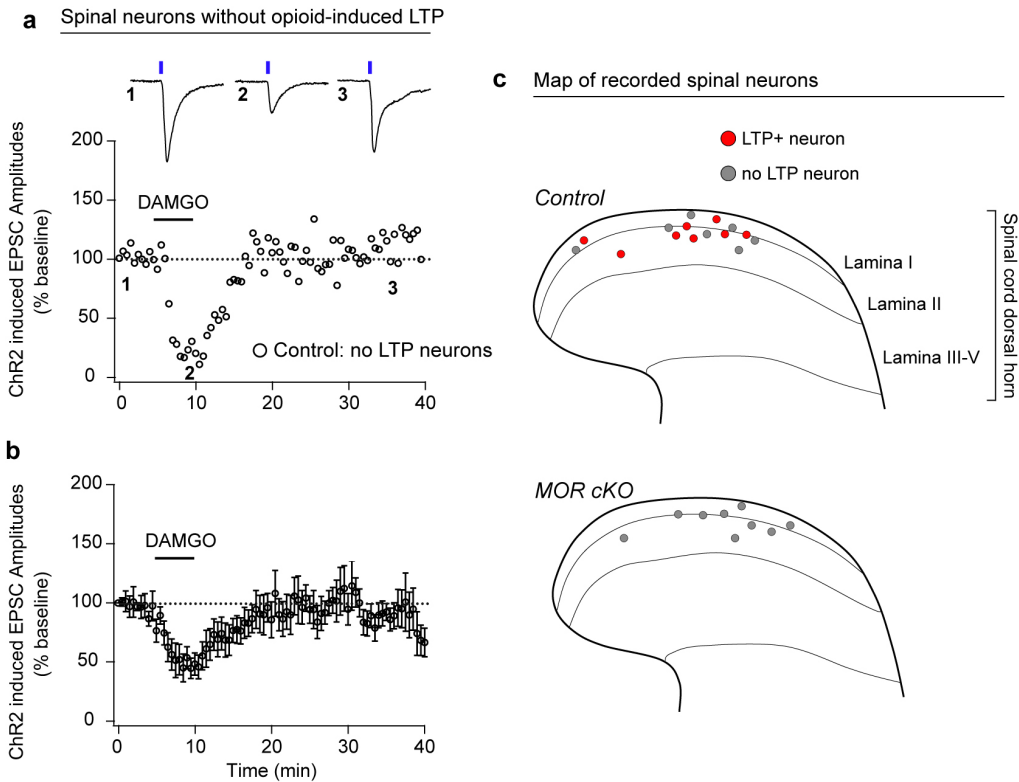 a Spinal neurons without opioid-induced LTP
1 2 3
ChR2 induced EPSC Amplitudes
(% baseline)
200
150
100
50
0
DAMGO
1
2
3
Control: no LTP neurons
0 10 20 30 40
b
ChR2 induced EPSC Amplitudes
(% baseline)
200
150
100
50
0
DAMGO
0 10 20 30 40
Time (min)
c Map of recorded spinal neurons
LTP+ neuron
no LTP neuron
Control
Lamina I
Lamina II
Lamina III-V
Spinal cord dorsal horn
MOR cKO